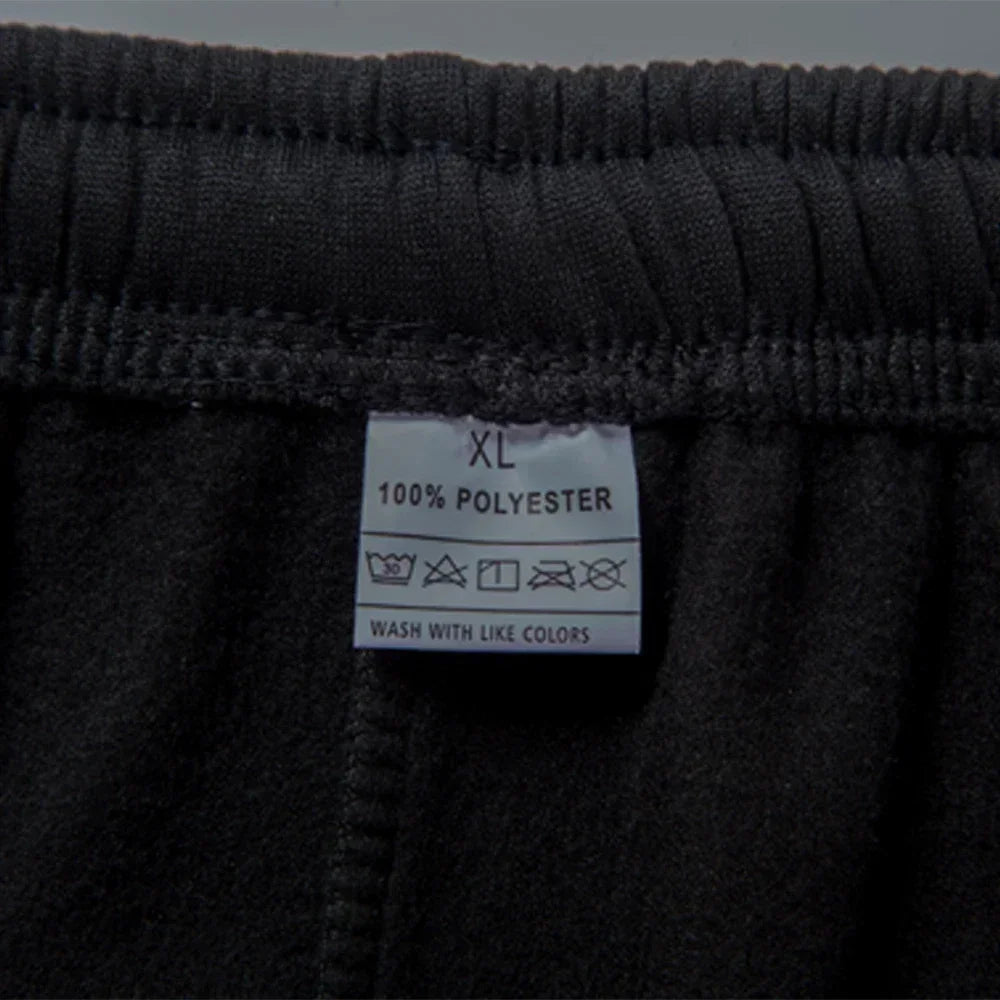 XL
100% POLYESTER
30
WASH WITH LIKE COLORS